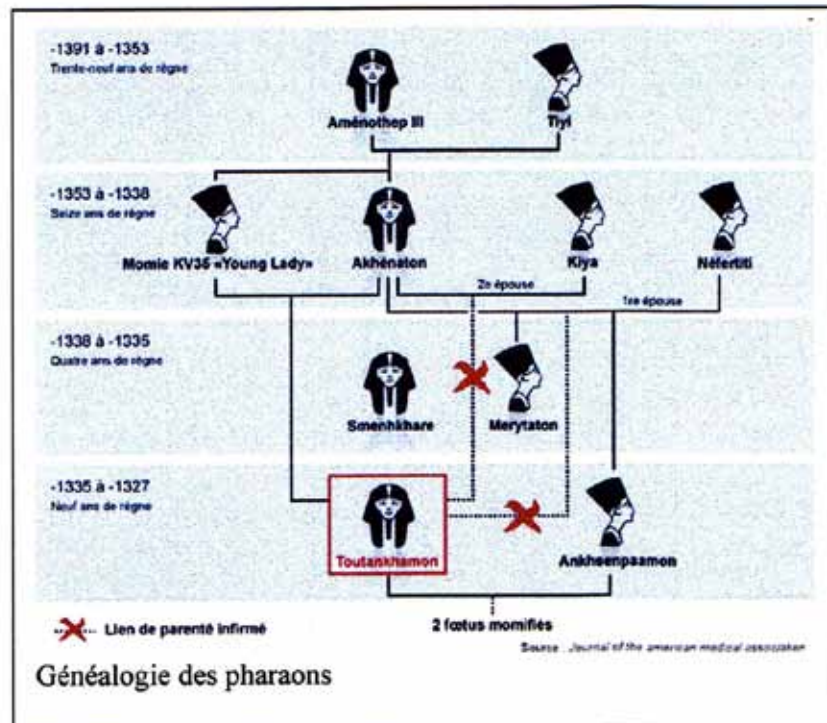 -1391 à -1353
Trente-neuf ans de règne
Aménothep III
Tiyi
-1353 à -1338
Seize ans de règne
Momie KV35 «Young Lady»
Akhénaton
Kiya
Néfertiti
2e épouse
1re épouse
-1338 à -1335
Quatre ans de règne
Smenhkhare
Merytaton
-1335 à -1327
Neuf ans de règne
Toutankhamon
Ankhsenpaamon
Lien de parenté infirmé
2 fœtus momifiés
Source : Journal of the american medical association
Généalogie des pharaons